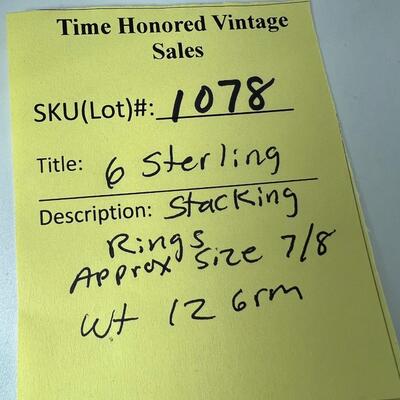 Time Honored Vintage
Sales
SKU(Lot)#: 1078
Title: 6 Sterling
Description: Stacking
Rings
Approx Size 7/8
Wt 12 Grm